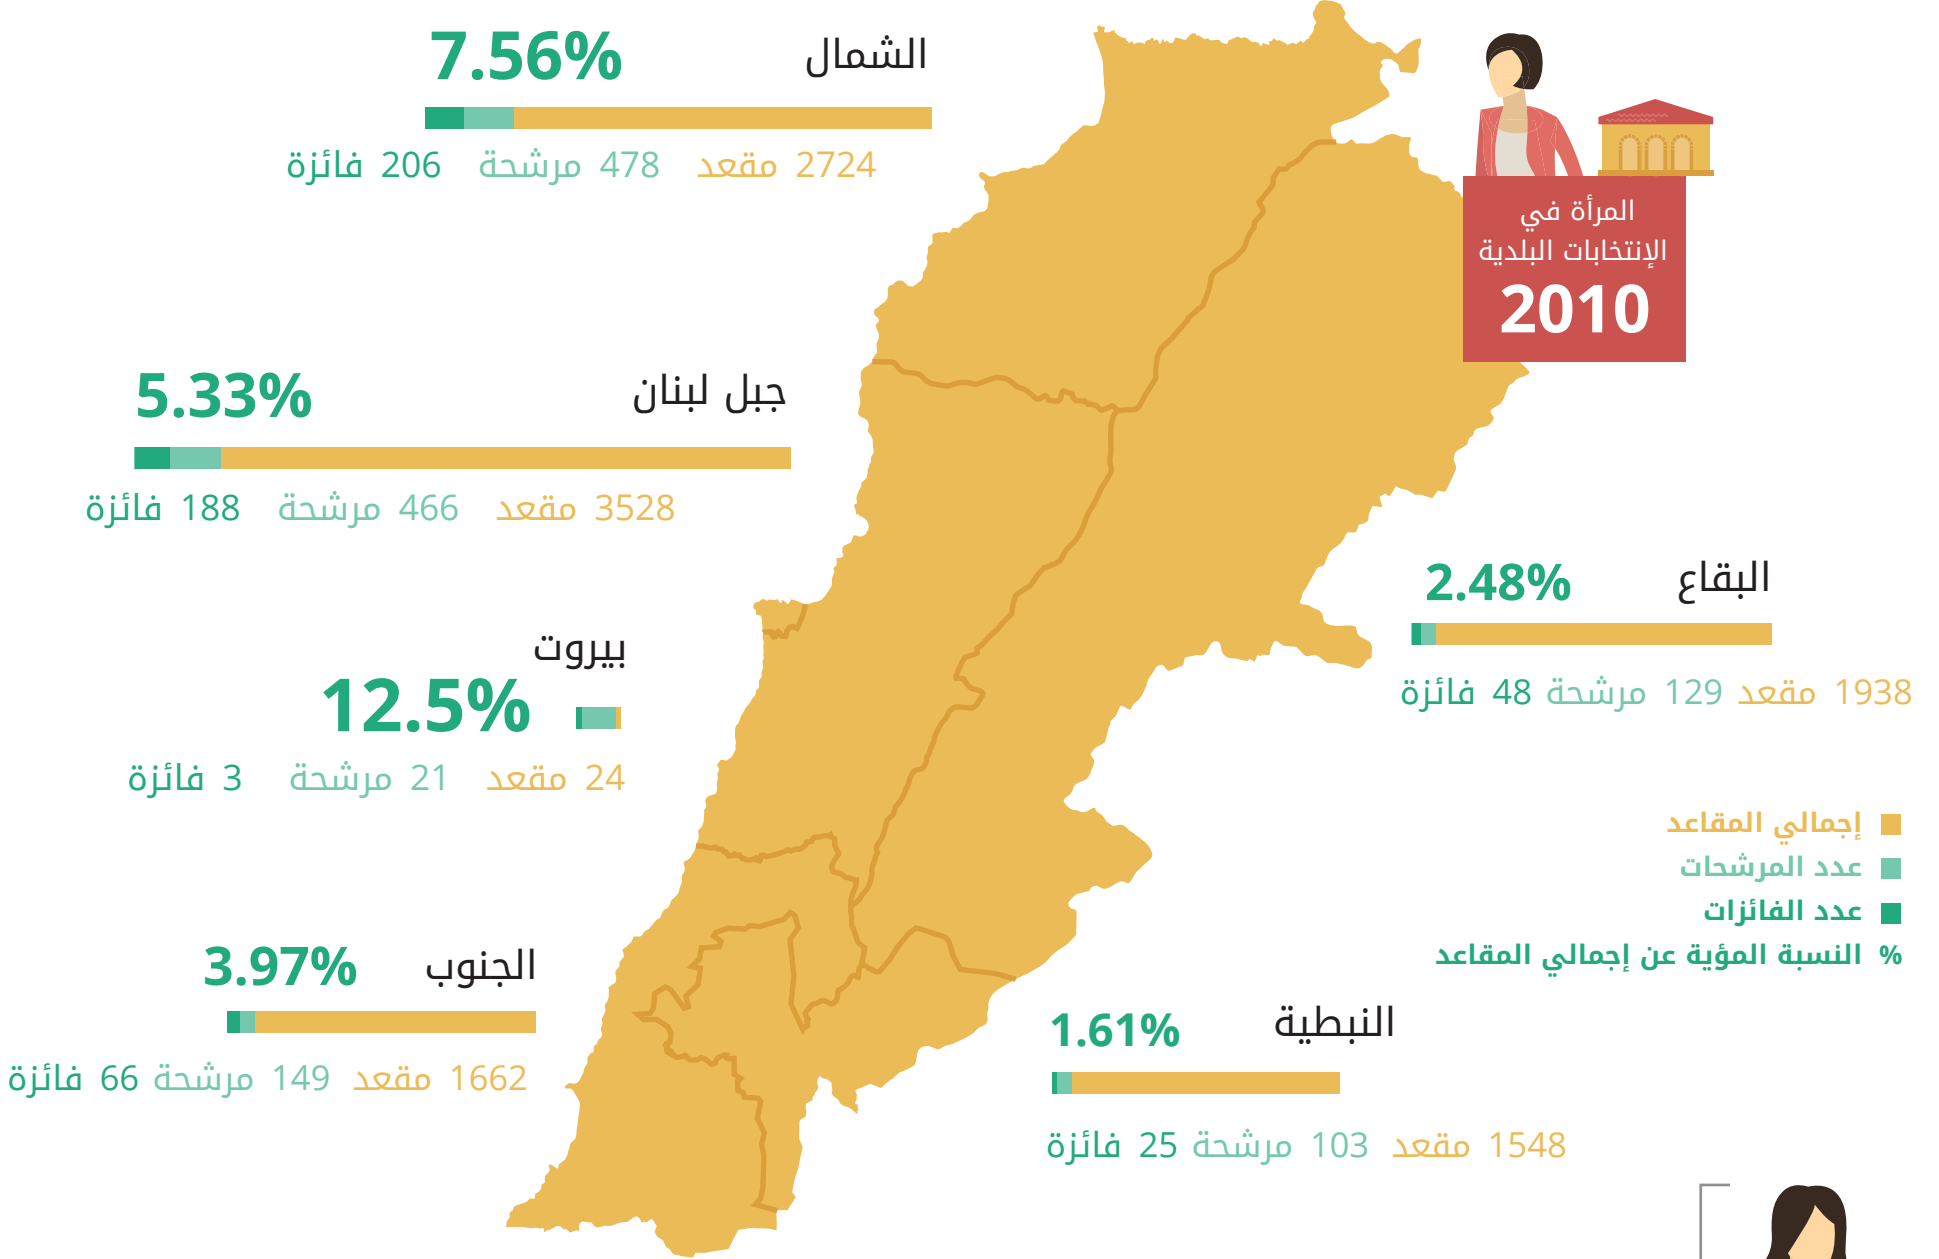 المرأة في
الإنتخابات البلدية
2010
الشمال 7.56%
2724 مقعد 478 مرشحة 206 فائزة
جبل لبنان 5.33%
3528 مقعد 466 مرشحة 188 فائزة
البقاع 2.48%
1938 مقعد 129 مرشحة 48 فائزة
بيروت
12.5%
24 مقعد 21 مرشحة 3 فائزة
إجمالي المقاعد
عدد المرشحات
عدد الفائزات
% النسبة المؤية عن إجمالي المقاعد
الجنوب 3.97%
1662 مقعد 149 مرشحة 66 فائزة
النبطية 1.61%
1548 مقعد 103 مرشحة 25 فائزة